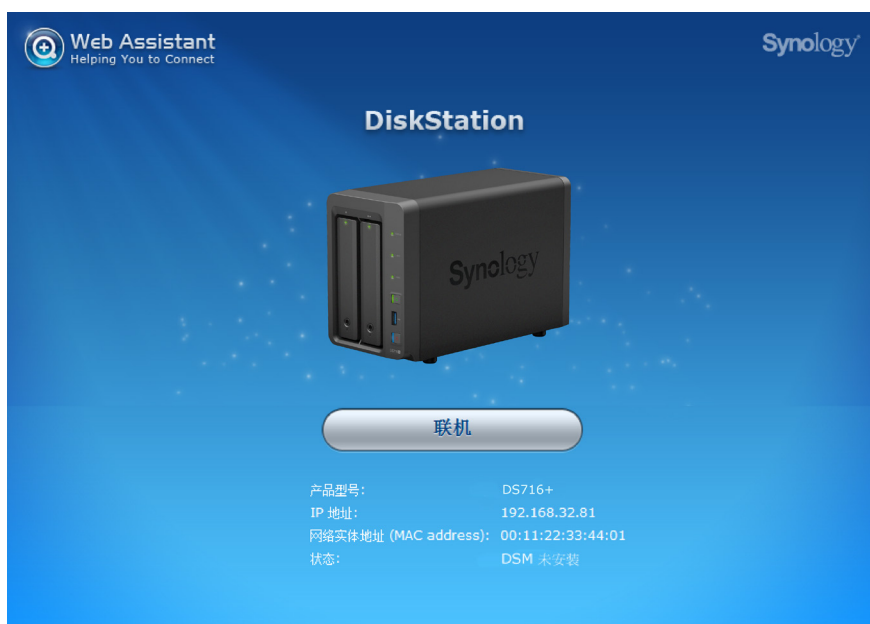 Web Assistant
Helping You to Connect
Synology
DiskStation
Synology
联机
产品型号: DS716+
IP 地址: 192.168.32.81
网络实体地址 (MAC address): 00:11:22:33:44:01
状态: DSM 未安装